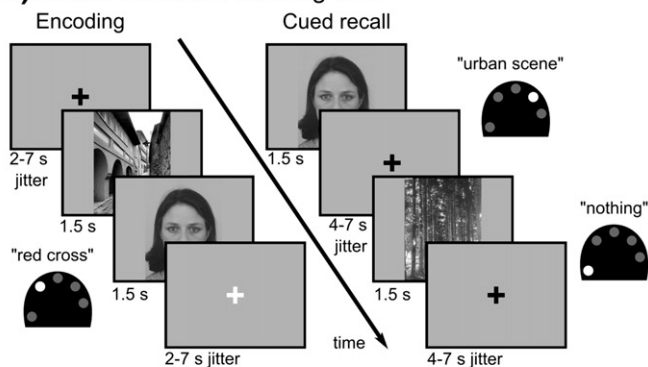 Encoding
Cued recall
2-7 s
jitter
1.5 s
1.5 s
2-7 s jitter
"red cross"
time
1.5 s
4-7 s
jitter
1.5 s
4-7 s jitter
"urban scene"
"nothing"